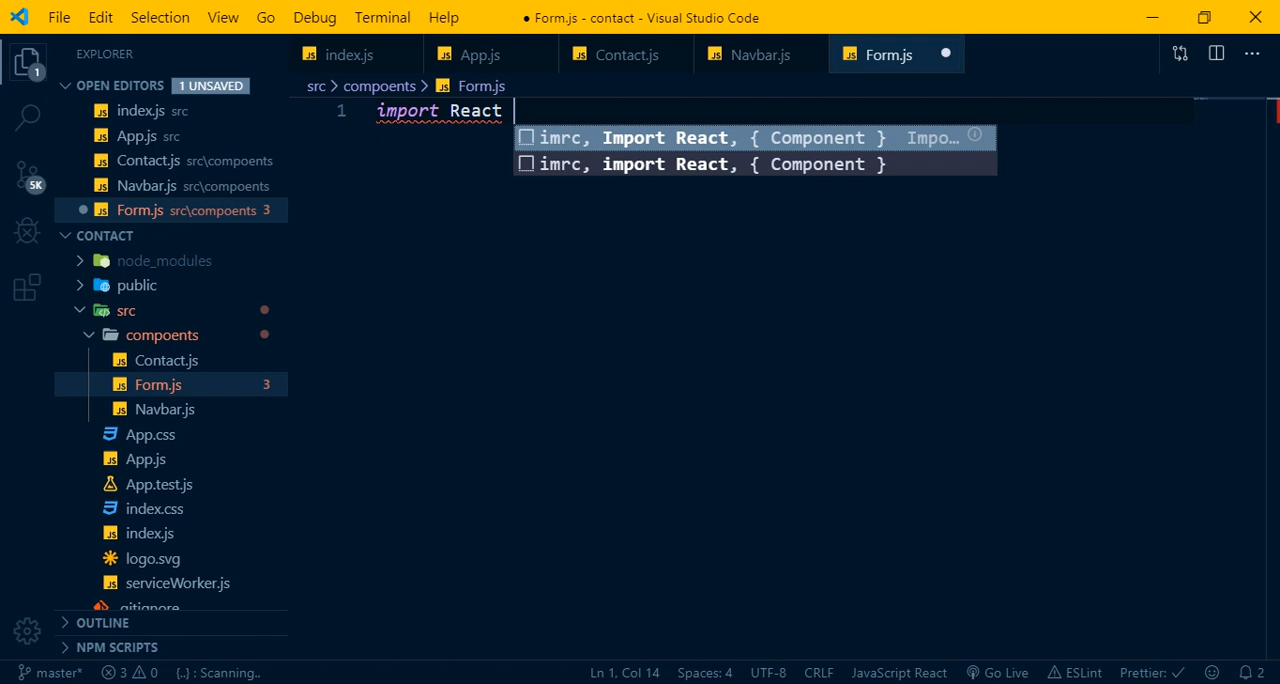 File Edit Selection View Go Debug Terminal Help ● Form.js - contact - Visual Studio Code
EXPLORER
index.js App.js Contact.js Navbar.js Form.js
OPEN EDITORS 1 UNSAVED
src > compoents > Form.js
index.js src
App.js src
Contact.js src\compoents
Navbar.js src\compoents
Form.js src\compoents 3
CONTACT
node_modules
public
src
compoents
Contact.js
Form.js 3
Navbar.js
App.css
App.js
App.test.js
index.css
index.js
logo.svg
serviceWorker.js
.gitignore
OUTLINE
NPM SCRIPTS
1
5K
1 import React
imrc, Import React, { Component } Impo…
imrc, import React, { Component }
master* 3 0 {..} : Scanning.. Ln 1, Col 14 Spaces: 4 UTF-8 CRLF JavaScript React Go Live ESLint Prettier: ✓ 2